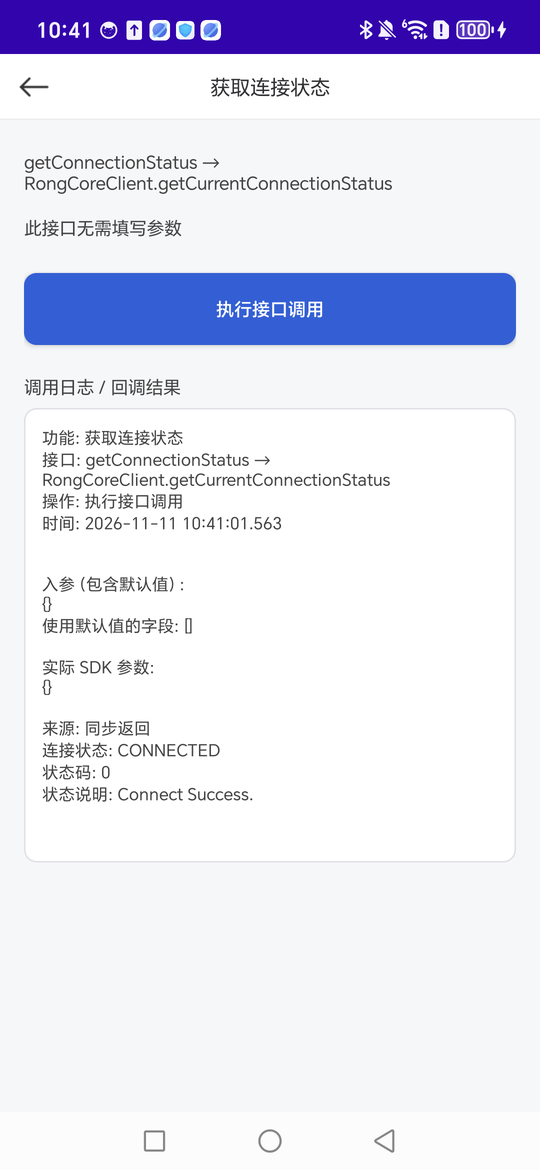 10:41
6
100
获取连接状态
getConnectionStatus →
RongCoreClient.getCurrentConnectionStatus
此接口无需填写参数
执行接口调用
调用日志 / 回调结果
功能: 获取连接状态
接口: getConnectionStatus →
RongCoreClient.getCurrentConnectionStatus
操作: 执行接口调用
时间: 2026-11-11 10:41:01.563
入参 (包含默认值) :
{}
使用默认值的字段: []
实际 SDK 参数:
{}
来源: 同步返回
连接状态: CONNECTED
状态码: 0
状态说明: Connect Success.